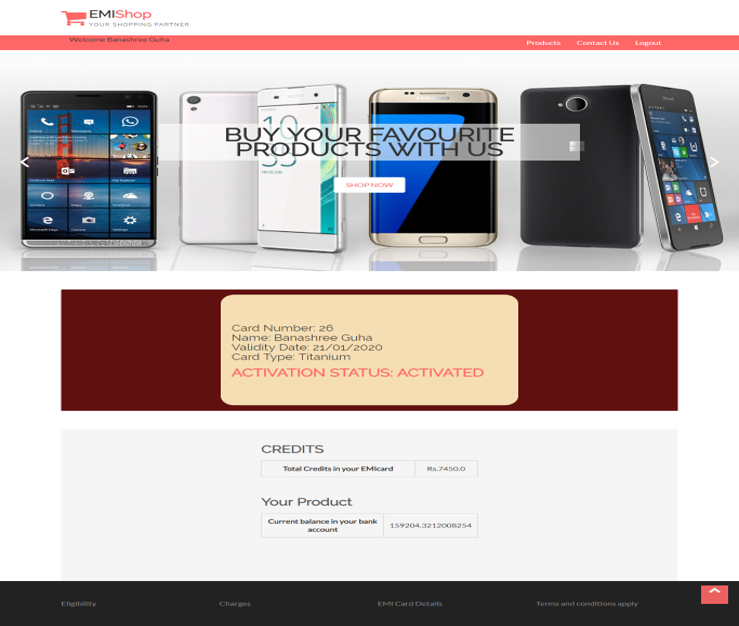 EMIShop
YOUR SHOPPING PARTNER
Welcome Banashree Guha
Products
Contact Us
Logout
BUY YOUR FAVOURITE
PRODUCTS WITH US
SHOP NOW
Card Number: 26
Name: Banashree Guha
Validity Date: 21/01/2020
Card Type: Titanium
ACTIVATION STATUS: ACTIVATED
CREDITS
Total Credits in your EMIcard
Rs.7450.0
Your Product
Current balance in your bank
account
159204.3212008254
Eligibility
Charges
EMI Card Details
Terms and conditions apply